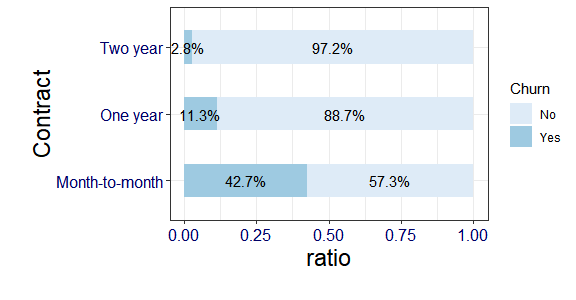 Contract
Two year
2.8%
97.2%
One year
11.3%
88.7%
Month-to-month
42.7%
57.3%
0.00
0.25
0.50
0.75
1.00
ratio
Churn
No
Yes